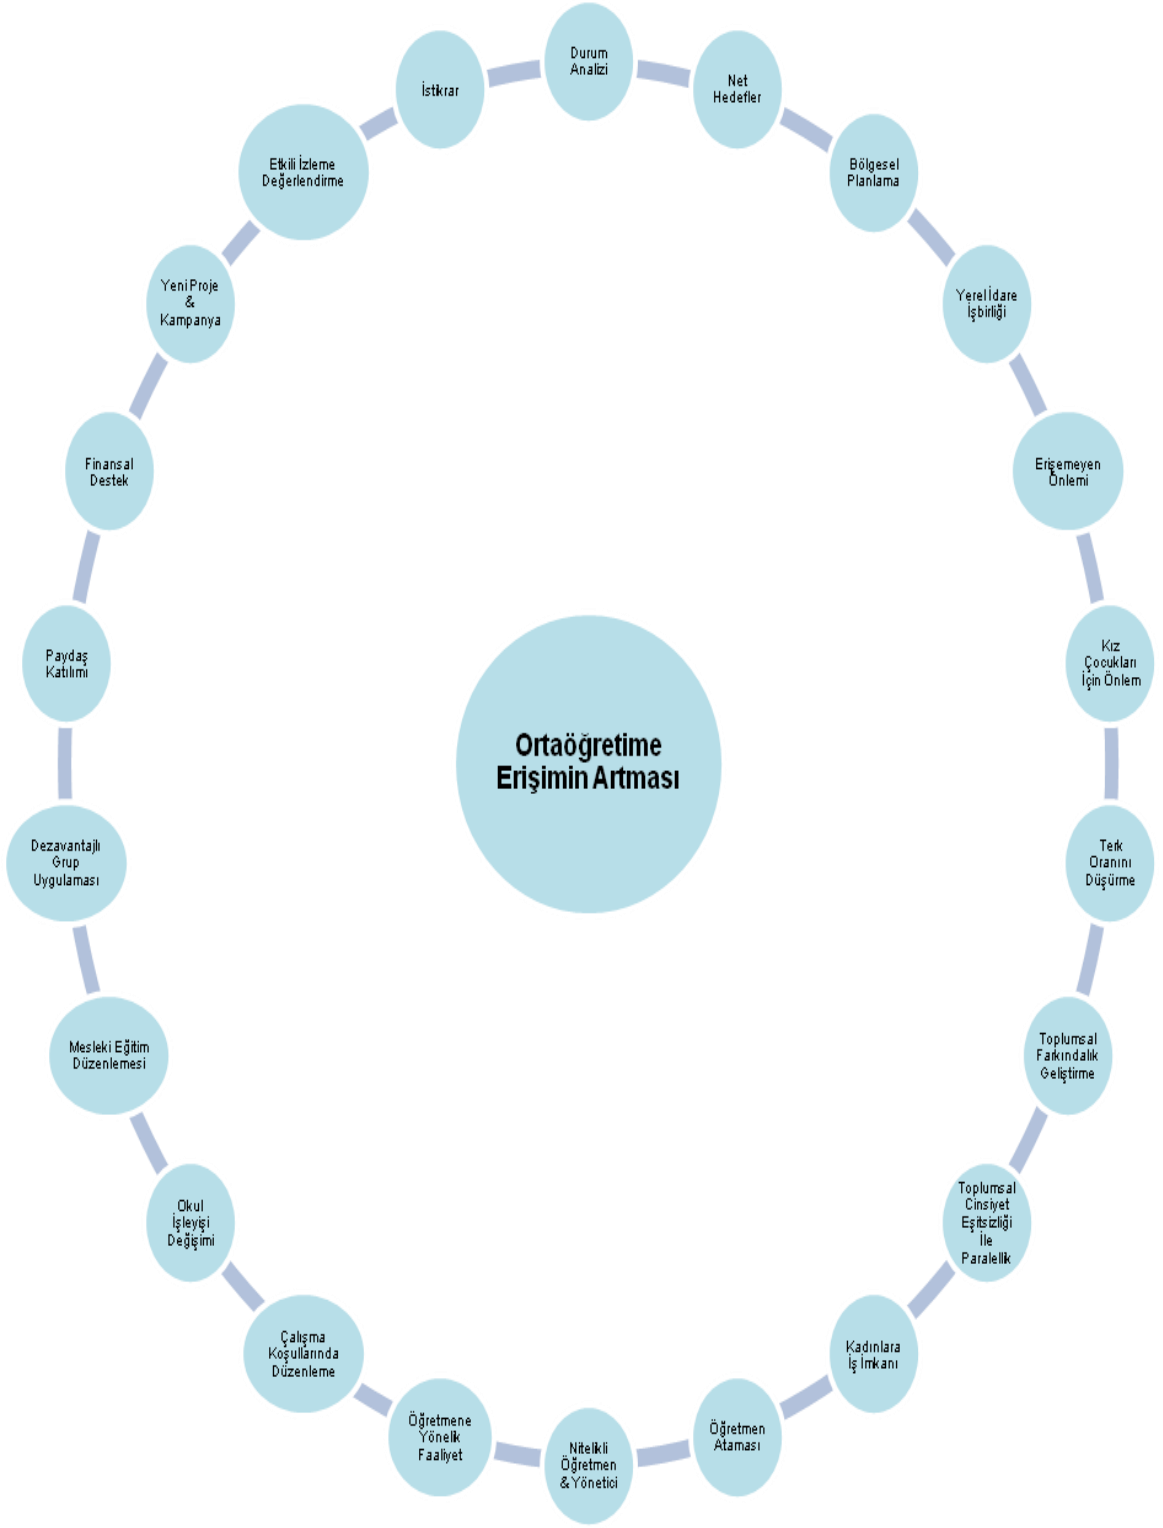 Durum
Analizi
Net
Hedefler
Bölgesel
Planlama
Yerel İdare
İşbirliği
Erişemeyen
Önlemi
Kız
Çocukları
İçin Önlem
Terk
Oranını
Düşürme
Toplumsal
Farkındalık
Geliştirme
Toplumsal
Cinsiyet
Eşitsizliği
İle
Paralellik
Kadınlara
İş İmkanı
Öğretmen
Ataması
Nitelikli
Öğretmen
& Yönetici
Öğretmene
Yönelik
Faaliyet
Çalışma
Koşullarında
Düzenleme
Okul
İşleyişi
Değişimi
Mesleki Eğitim
Düzenlemesi
Dezavantajlı
Grup
Uygulaması
Paydaş
Katılımı
Finansal
Destek
Yeni Proje
&
Kampanya
Etkili İzleme
Değerlendirme
İstikrar
Ortaöğretime
Erişimin Artması